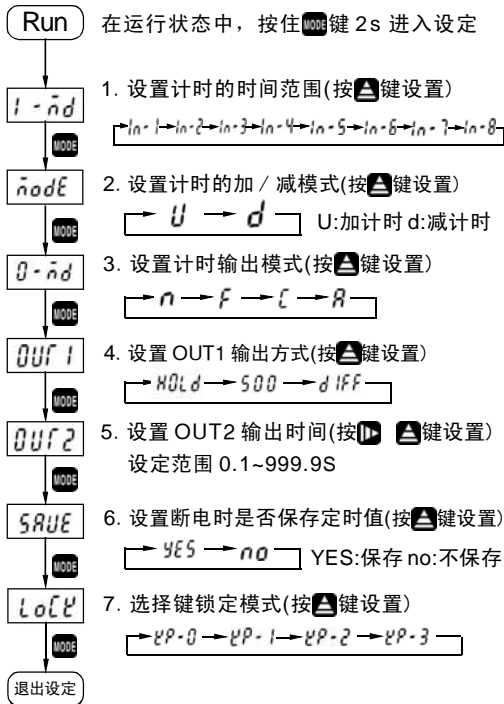 Run 在运行状态中，按住MODE键 2s 进入设定
I-md 1. 设置计时的时间范围(按键设置)
MODE In-1 In-2 In-3 In-4 In-5 In-6 In-7 In-8
modE 2. 设置计时的加/减模式(按键设置)
MODE U d U:加计时 d:减计时
O-md 3. 设置计时输出模式(按键设置)
MODE n F C A
OUT1 4. 设置 OUT1 输出方式(按键设置)
MODE HOLd 500 dIFF
OUT2 5. 设置 OUT2 输出时间(按 键设置)
MODE 设定范围 0.1~999.9S
SAVE 6. 设置断电时是否保存定时值(按键设置)
MODE YES no YES:保存 no:不保存
LoCK 7. 选择键锁定模式(按键设置)
MODE KP-0 KP-1 KP-2 KP-3
退出设定